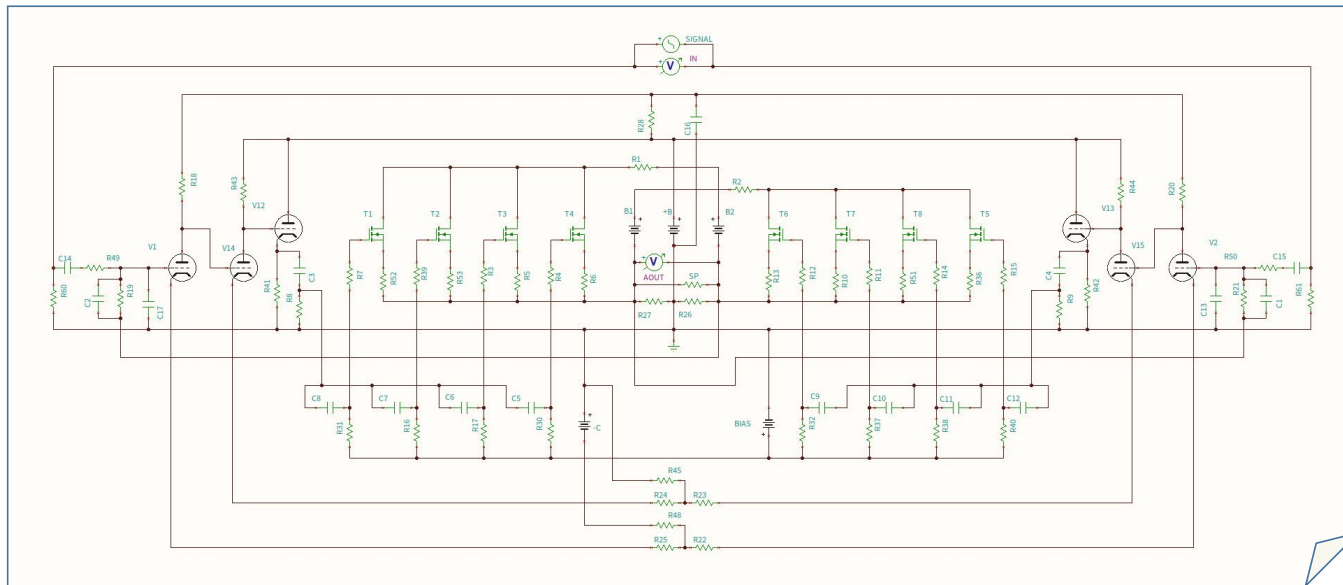 SIGNAL
+ V IN
R28
C16
R1
R18
R43
V12
R2
R44
R20
V13
T1
T2
T3
T4
B1
+B
B2
T6
T7
T8
T5
V1
V14
V15
V2
C14
R49
R50
C15
R60
C2
R19
C17
R41
R8
C3
R7
R52
R39
R53
R3
R5
R4
R6
V
AOUT
SP
R27
R26
R13
R12
R10
R11
R51
R14
R36
R15
C4
R9
R42
C13
R21
C1
R61
C8
C7
C6
C5
C9
C10
C11
C12
R31
R16
R17
R30
-C
BIAS
R32
R37
R38
R40
R45
R24
R23
R48
R25
R22